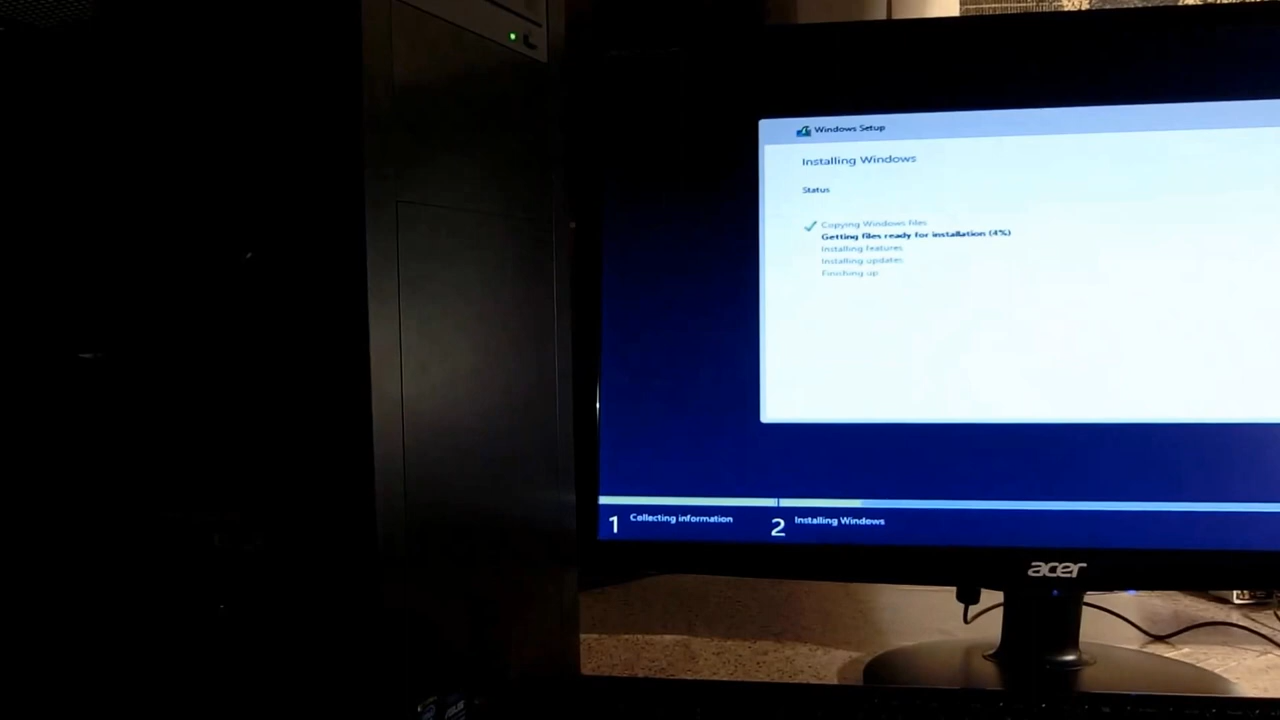 Windows Setup
Installing Windows
Status
Copying Windows files
Getting files ready for installation (4%)
Installing features
Installing updates
Finishing up
1 Collecting information
2 Installing Windows
acer